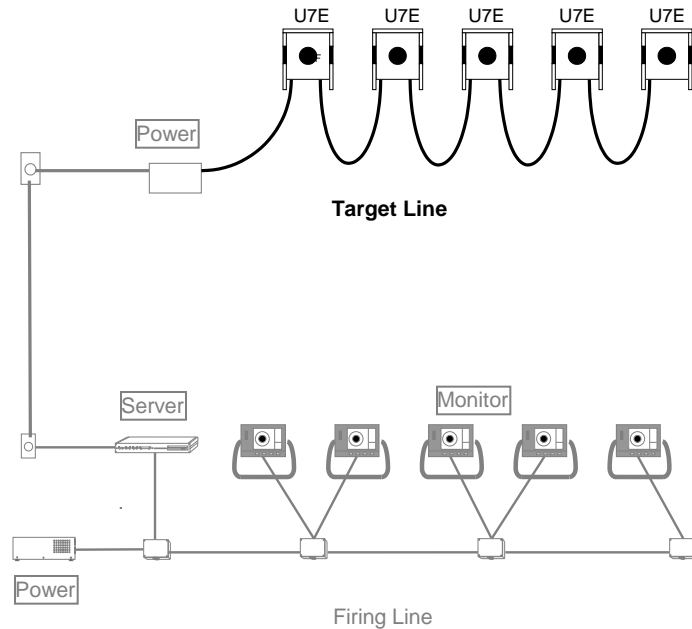 U7E U7E U7E U7E U7E
Power
Target Line
Server
Monitor
Power
Firing Line